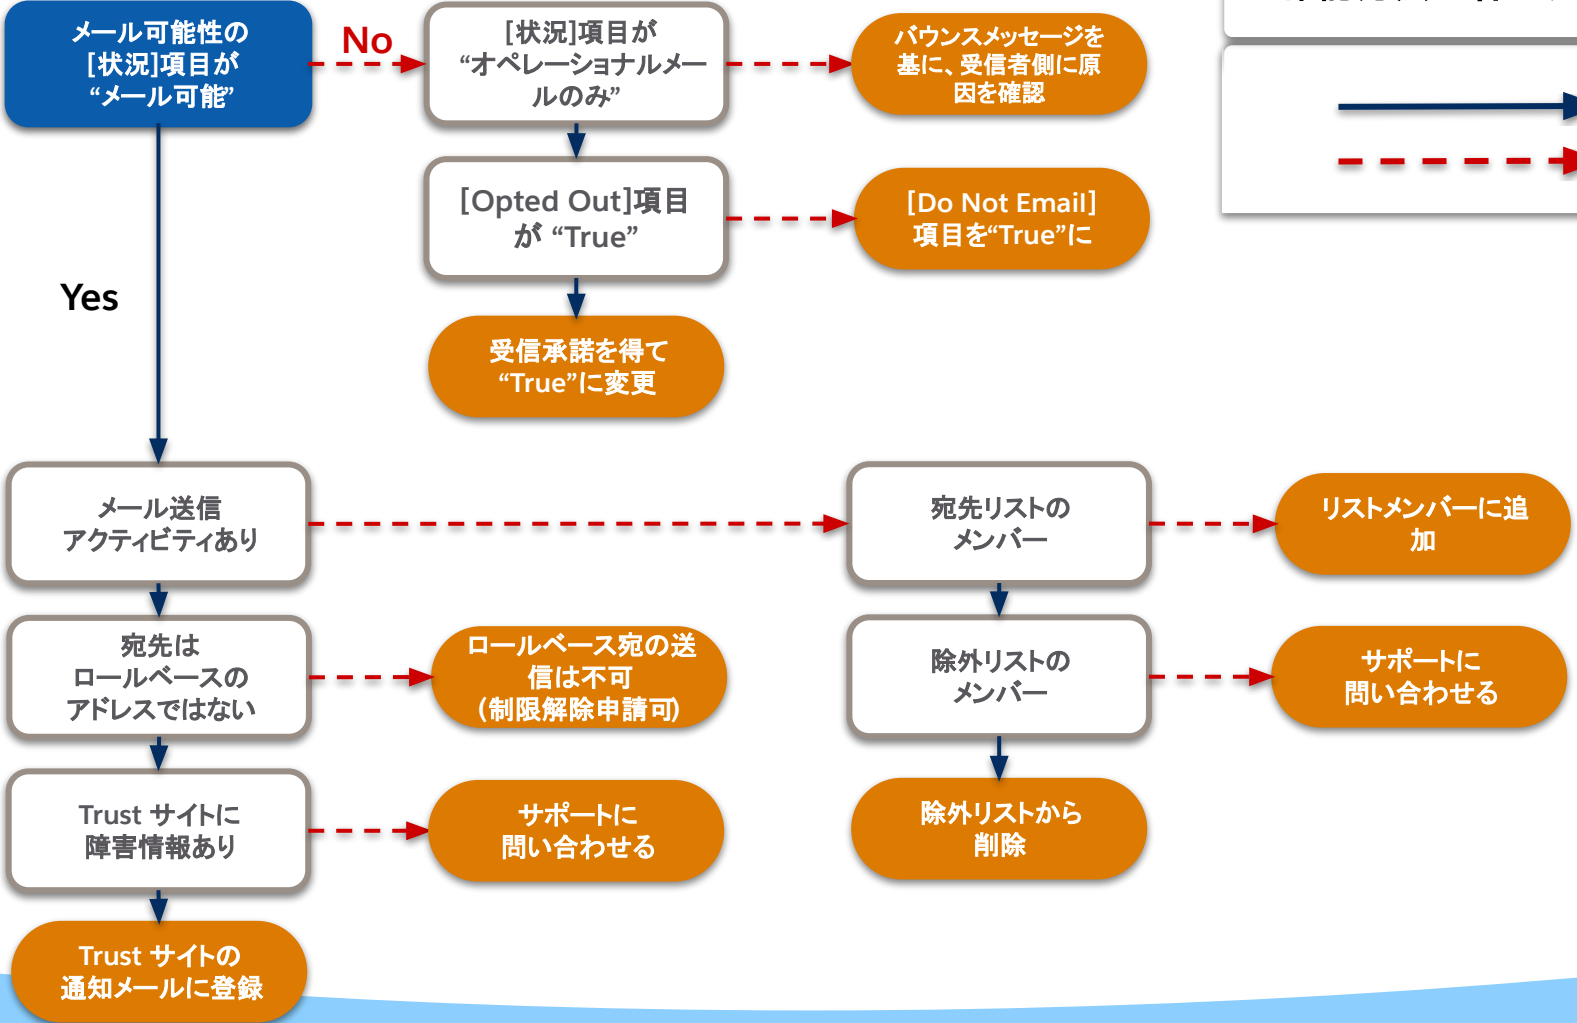 メール可能性の
[状況]項目が
“メール可能”
No
[状況]項目が
“オペレーショナルメー
ルのみ”
バウンスメッセージを
基に、受信者側に原
因を確認
[Opted Out]項目
が “True”
[Do Not Email]
項目を“True”に
Yes
受信承諾を得て
“True”に変更
メール送信
アクティビティあり
宛先リストの
メンバー
リストメンバーに追
加
宛先は
ロールベースの
アドレスではない
ロールベース宛の送
信は不可
(制限解除申請可)
除外リストの
メンバー
サポートに
問い合わせる
Trust サイトに
障害情報あり
サポートに
問い合わせる
除外リストから
削除
Trust サイトの
通知メールに登録